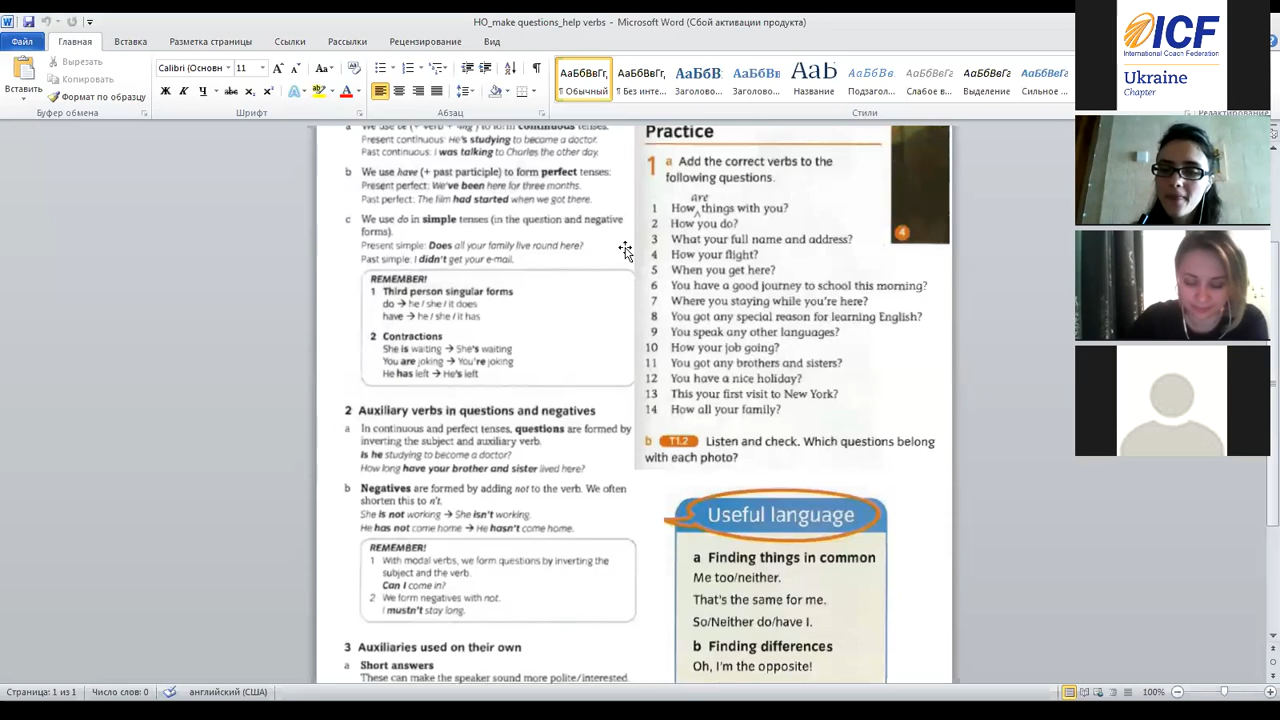 HO_make questions_help verbs - Microsoft Word (Сбой активации продукта)
Файл Главная Вставка Разметка страницы Ссылки Рассылки Рецензирование Вид
Вставить
Вырезать
Копировать
Формат по образцу
Буфер обмена
Calibri (Основн 11
Шрифт
Абзац
АаБбВвГг, АаБбВвГг, АаБбВ АаБбВв АаБ АаБбВв АаБбВвГг АаБбВвГг АаБбВвГг
¶ Обычный ¶ Без инте... Заголово... Заголово... Название Подзагол... Слабое в... Выделение Сильное ...
Стили
Редактирование
ICF
International Coach Federation
Ukraine
Chapter
a We use be (+ verb + -ing ) to form continuous tenses.
Present continuous: He's studying to become a doctor.
Past continuous: I was talking to Charles the other day.
b We use have (+ past participle) to form perfect tenses:
Present perfect: We've been here for three months.
Past perfect: The film had started when we got there.
c We use do in simple tenses (in the question and negative
forms).
Present simple: Does all your family live round here?
Past simple: I didn't get your e-mail.
REMEMBER!
1 Third person singular forms
do → he / she / it does
have → he / she / it has
2 Contractions
She is waiting → She's waiting
You are joking → You're joking
He has left → He's left
2 Auxiliary verbs in questions and negatives
a In continuous and perfect tenses, questions are formed by
inverting the subject and auxiliary verb.
Is he studying to become a doctor?
How long have your brother and sister lived here?
b Negatives are formed by adding not to the verb. We often
shorten this to n't.
She is not working → She isn't working.
He has not come home → He hasn't come home.
REMEMBER!
1 With modal verbs, we form questions by inverting the
subject and the verb.
Can I come in?
2 We form negatives with not.
I mustn't stay long.
3 Auxiliaries used on their own
a Short answers
These can make the speaker sound more polite/interested.
Practice
1 a Add the correct verbs to the
following questions.
are
1 How ^ things with you?
2 How you do?
3 What your full name and address?
4 How your flight?
5 When you get here?
6 You have a good journey to school this morning?
7 Where you staying while you're here?
8 You got any special reason for learning English?
9 You speak any other languages?
10 How your job going?
11 You got any brothers and sisters?
12 You have a nice holiday?
13 This your first visit to New York?
14 How all your family?
4
b T1.2 Listen and check. Which questions belong
with each photo?
Useful language
a Finding things in common
Me too/neither.
That's the same for me.
So/Neither do/have I.
b Finding differences
Oh, I'm the opposite!
Страница: 1 из 1 Число слов: 0 английский (США) 100%